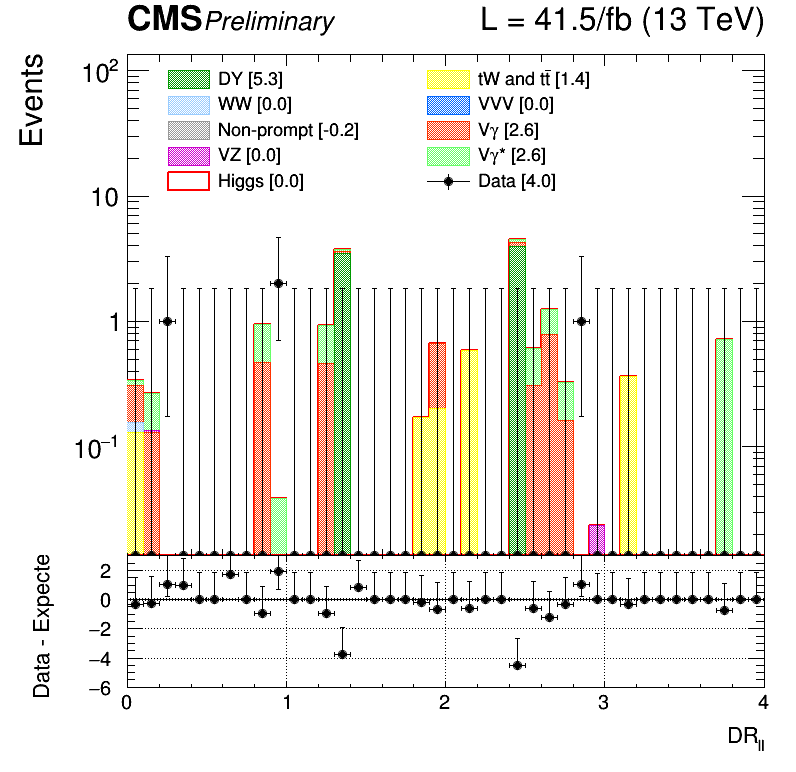 CMS Preliminary L = 41.5/fb (13 TeV)
Events
10²
10
1
10⁻¹
DY [5.3]
WW [0.0]
Non-prompt [-0.2]
VZ [0.0]
Higgs [0.0]
tW and tt̄ [1.4]
VVV [0.0]
Vγ [2.6]
Vγ* [2.6]
Data [4.0]
Data - Expecte
2
0
−2
−4
−6
0 1 2 3 4
DR_ll